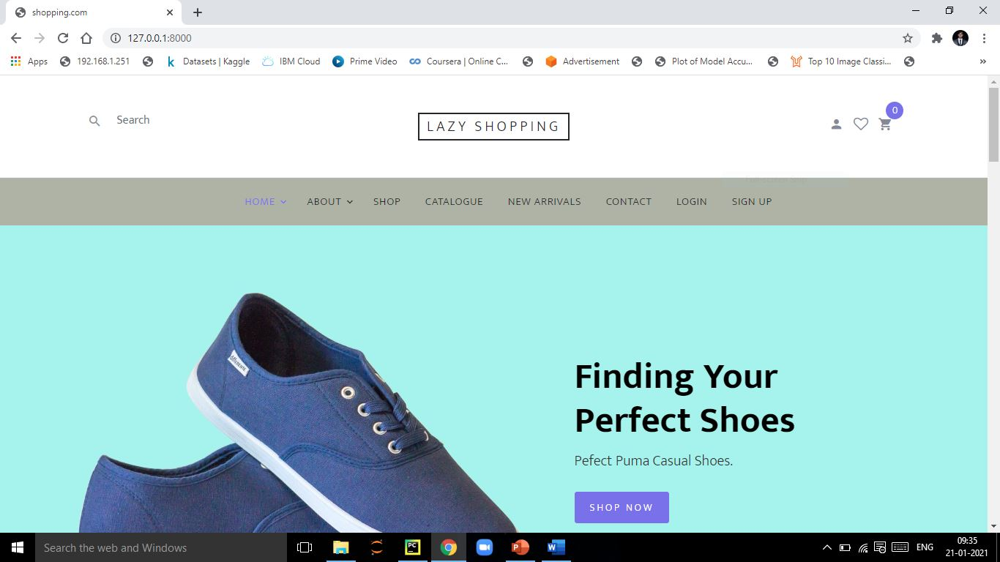 shopping.com
127.0.0.1:8000
Apps 192.168.1.251 Datasets | Kaggle IBM Cloud Prime Video Coursera | Online C... Advertisement Plot of Model Accu... Top 10 Image Classi... »
0
Search LAZY SHOPPING
HOME ABOUT SHOP CATALOGUE NEW ARRIVALS CONTACT LOGIN SIGN UP
Finding Your
Perfect Shoes
Pefect Puma Casual Shoes.
SHOP NOW
Search the web and Windows
PC P W ENG
09:35
21-01-2021